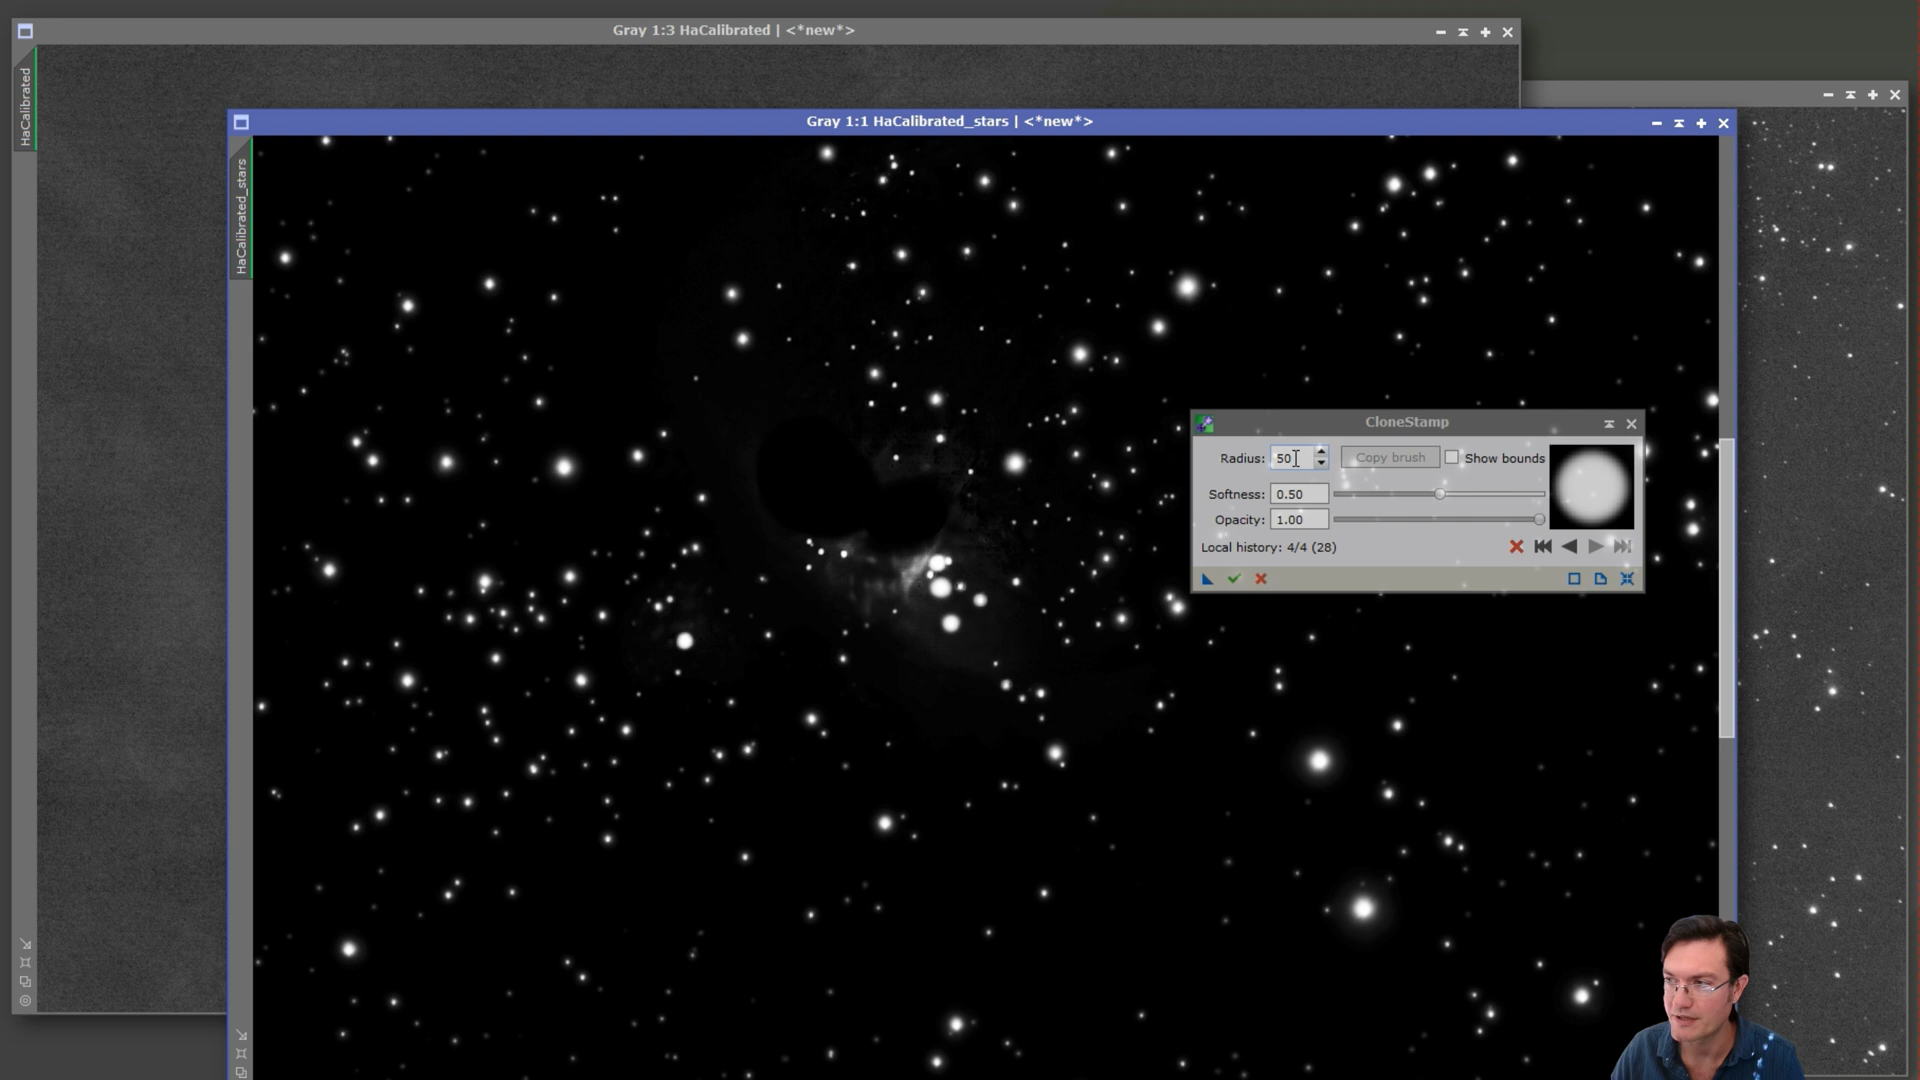 Gray 1:3 HaCalibrated | <*new*>
HaCalibrated
Gray 1:1 HaCalibrated_stars | <*new*>
HaCalibrated_stars
CloneStamp
Radius: 50 Copy brush Show bounds
Softness: 0.50
Opacity: 1.00
Local history: 4/4 (28)